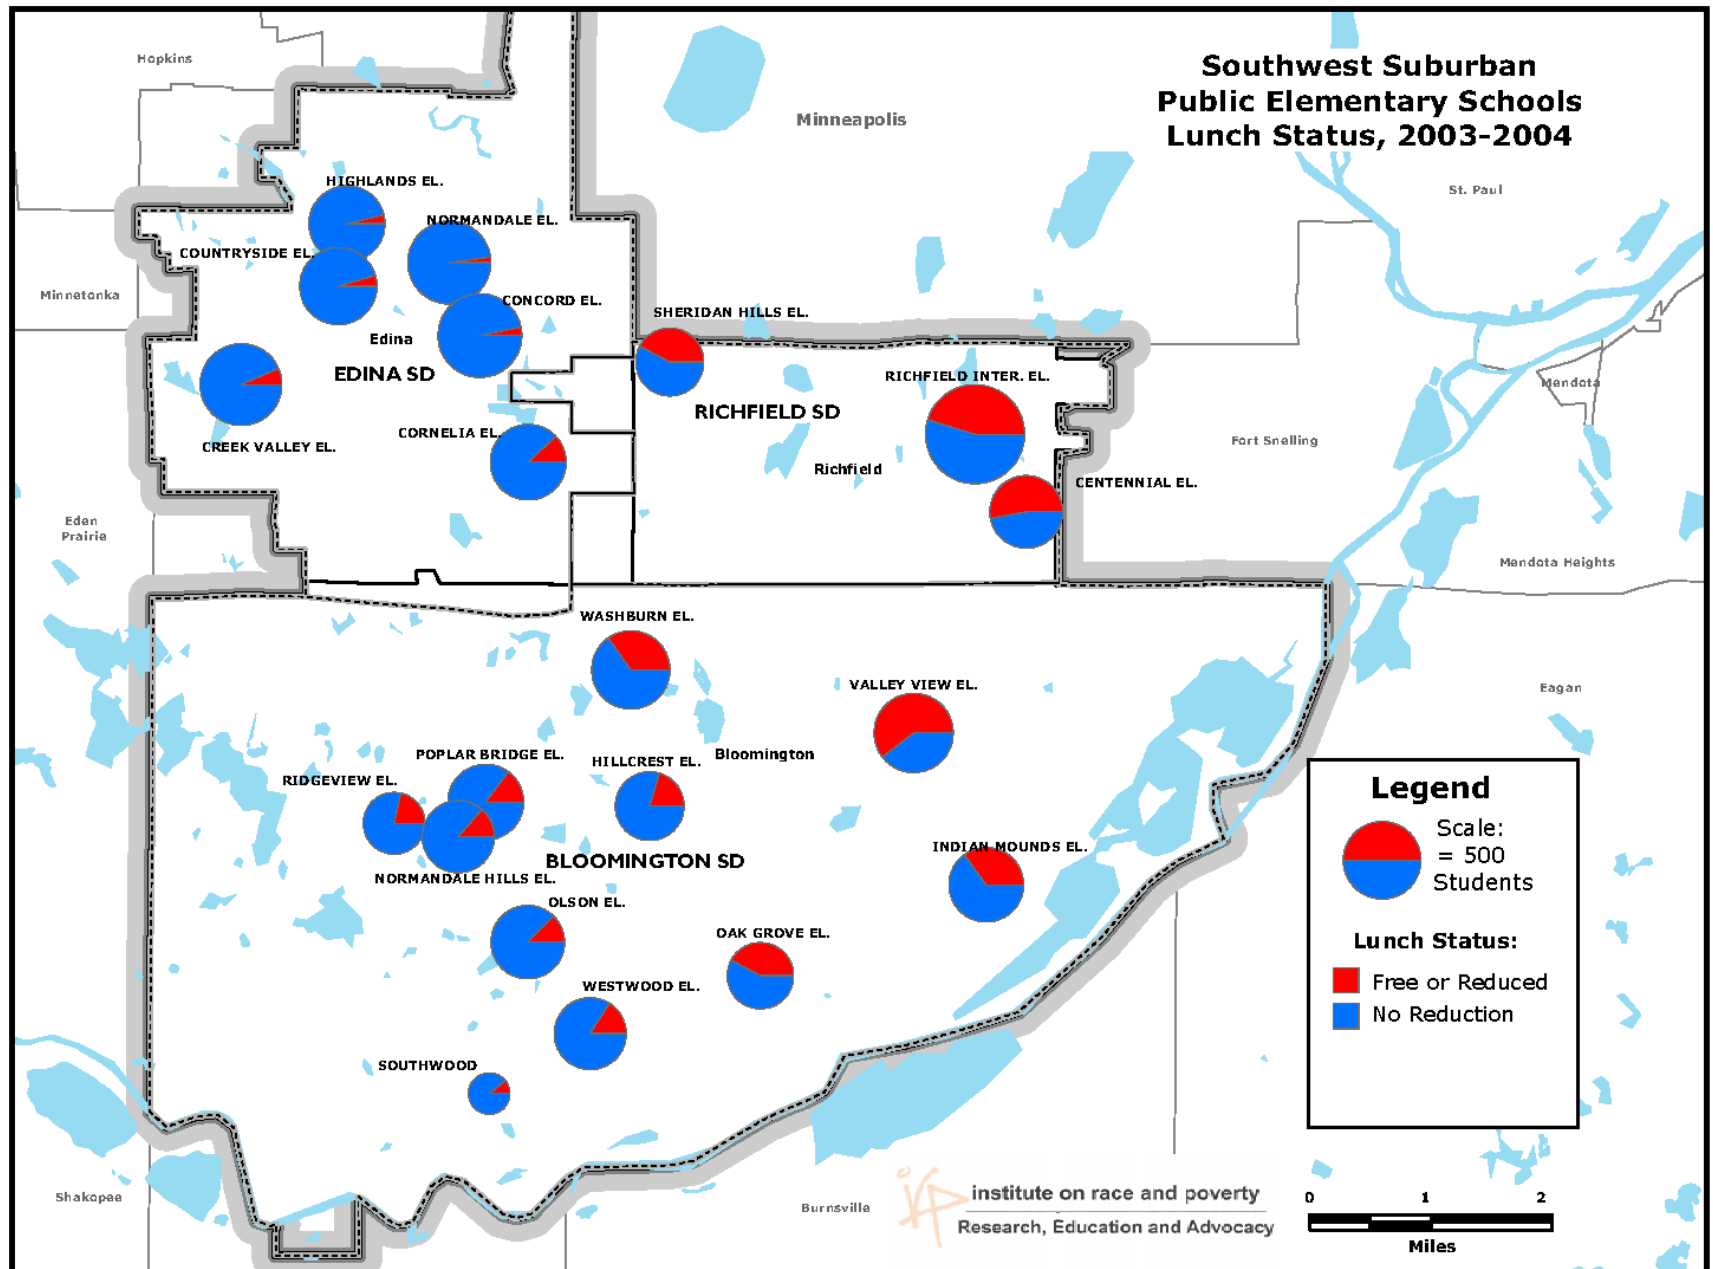 Southwest Suburban
Public Elementary Schools
Lunch Status, 2003-2004
Hopkins
Minneapolis
St. Paul
HIGHLANDS EL.
NORMANDALE EL.
COUNTRYSIDE EL.
Minnetonka
CONCORD EL.
SHERIDAN HILLS EL.
Edina
EDINA SD
RICHFIELD INTER. EL.
Mendota
RICHFIELD SD
CORNELIA EL.
CREEK VALLEY EL.
Fort Snelling
Richfield
CENTENNIAL EL.
Eden
Prairie
Mendota Heights
WASHBURN EL.
VALLEY VIEW EL.
Eagan
POPLAR BRIDGE EL.
HILLCREST EL.
Bloomington
RIDGEVIEW EL.
INDIAN MOUNDS EL.
BLOOMINGTON SD
NORMANDALE HILLS EL.
OLSON EL.
OAK GROVE EL.
WESTWOOD EL.
SOUTHWOOD
Legend
Scale:
= 500
Students
Lunch Status:
Free or Reduced
No Reduction
Shakopee
Burnsville
institute on race and poverty
Research, Education and Advocacy
0 1 2
Miles